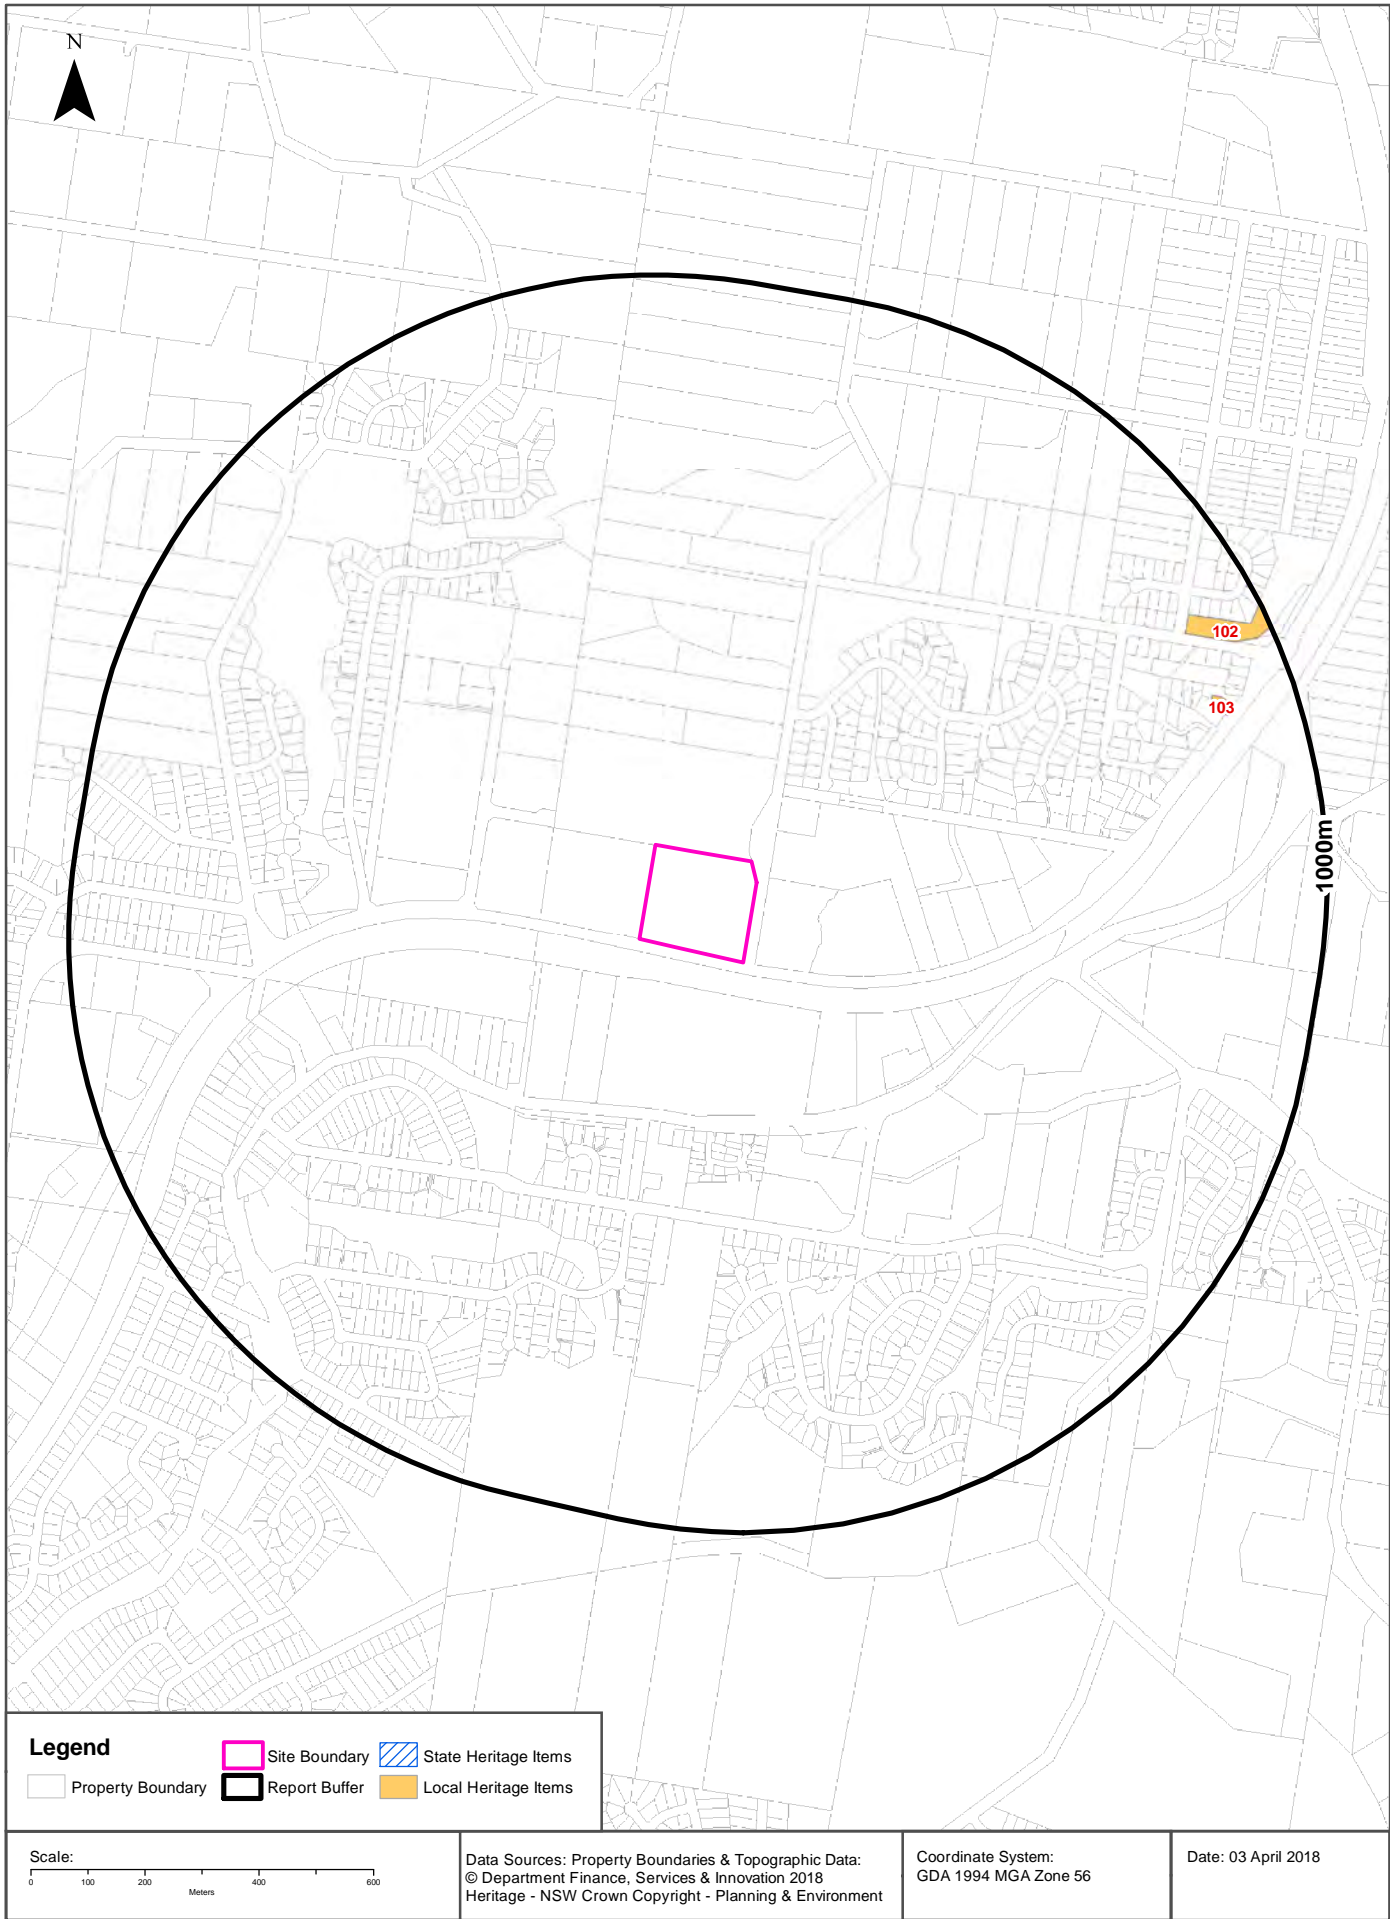 N
102
103
1000m
Legend
Property Boundary
Site Boundary
Report Buffer
State Heritage Items
Local Heritage Items
Scale:
0 100 200 400 600
Meters
Data Sources: Property Boundaries & Topographic Data:
© Department Finance, Services & Innovation 2018
Heritage - NSW Crown Copyright - Planning & Environment
Coordinate System:
GDA 1994 MGA Zone 56
Date: 03 April 2018